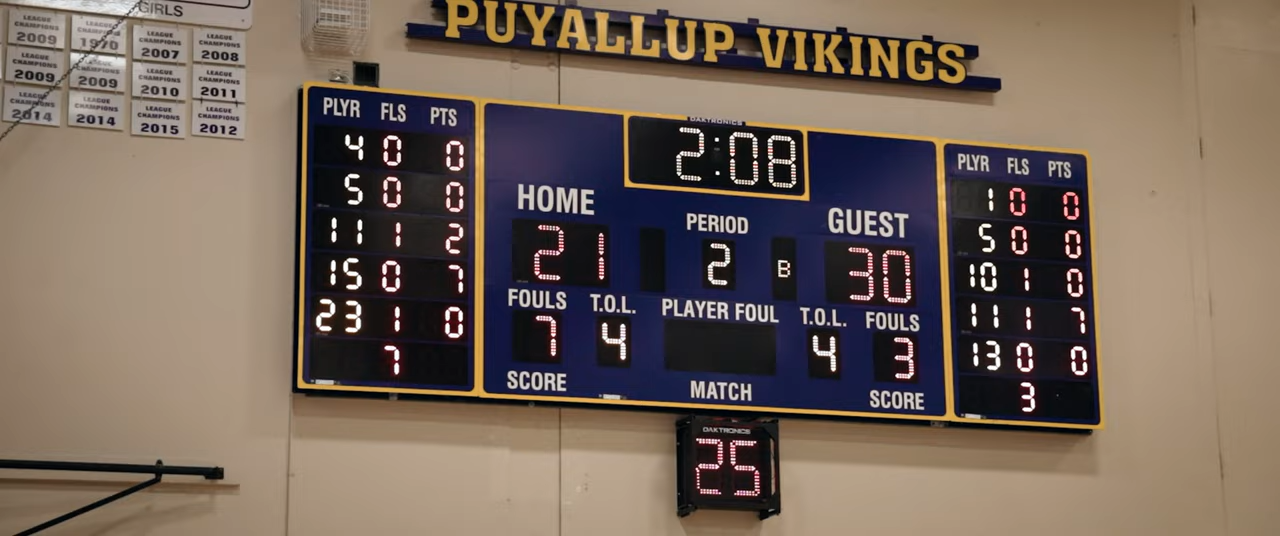 GIRLS
LEAGUE CHAMPIONS 2009
LEAGUE CHAMPIONS 1970
LEAGUE CHAMPIONS 2007
LEAGUE CHAMPIONS 2008
LEAGUE CHAMPIONS 2009
LEAGUE CHAMPIONS 2009
LEAGUE CHAMPIONS 2010
LEAGUE CHAMPIONS 2011
LEAGUE CHAMPIONS 2014
LEAGUE CHAMPIONS 2014
LEAGUE CHAMPIONS 2015
LEAGUE CHAMPIONS 2012
PUYALLUP VIKINGS
PLYR FLS PTS
4 0 0
5 0 0
11 1 2
15 0 7
23 1 0
7
DAKTRONICS
2:08
HOME PERIOD GUEST
21 2 B 30
FOULS T.O.L. PLAYER FOUL T.O.L. FOULS
7 4 4 3
SCORE MATCH SCORE
PLYR FLS PTS
1 0 0
5 0 0
10 1 0
11 1 7
13 0 0
3
DAKTRONICS
25